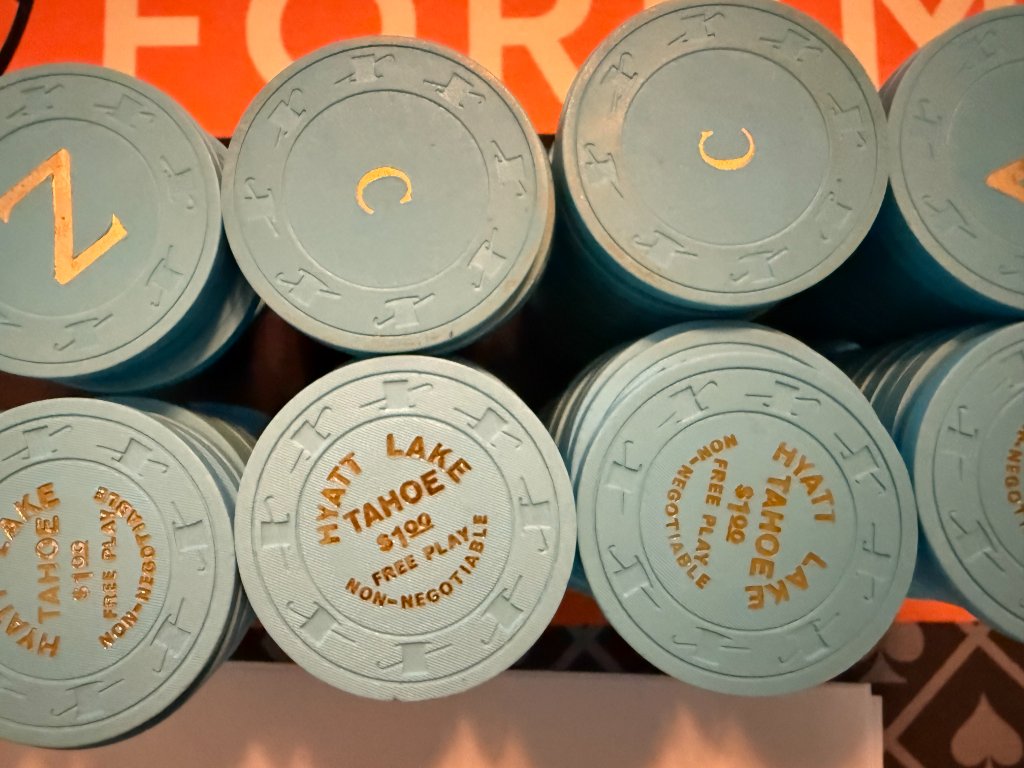 FORUM
N
C
C
HYATT LAKE
TAHOE
$1.00
FREE PLAY
NON-NEGOTIABLE
HYATT LAKE
TAHOE
$1.00
FREE PLAY
NON-NEGOTIABLE
HYATT LAKE
TAHOE
$1.00
FREE PLAY
NON-NEGOTIABLE